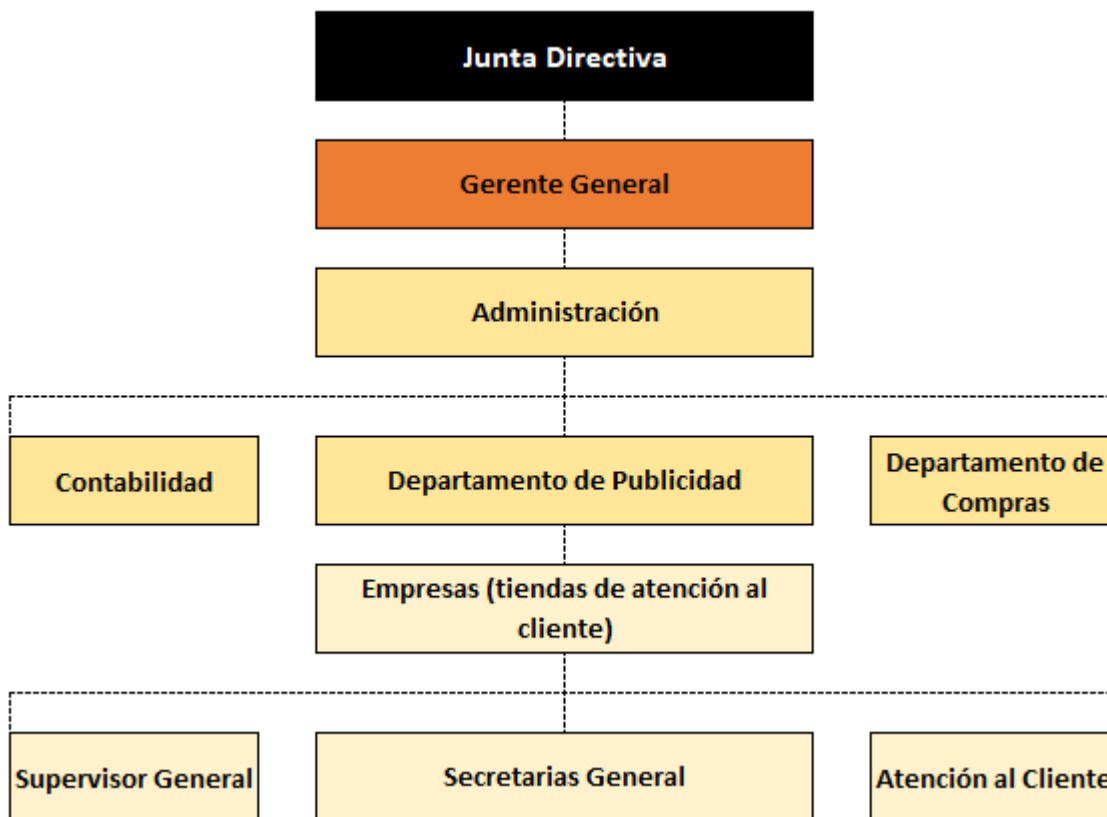 Junta Directiva
Gerente General
Administración
Contabilidad
Departamento de Publicidad
Departamento de
Compras
Empresas (tiendas de atención al
cliente)
Supervisor General
Secretarias General
Atención al Cliente